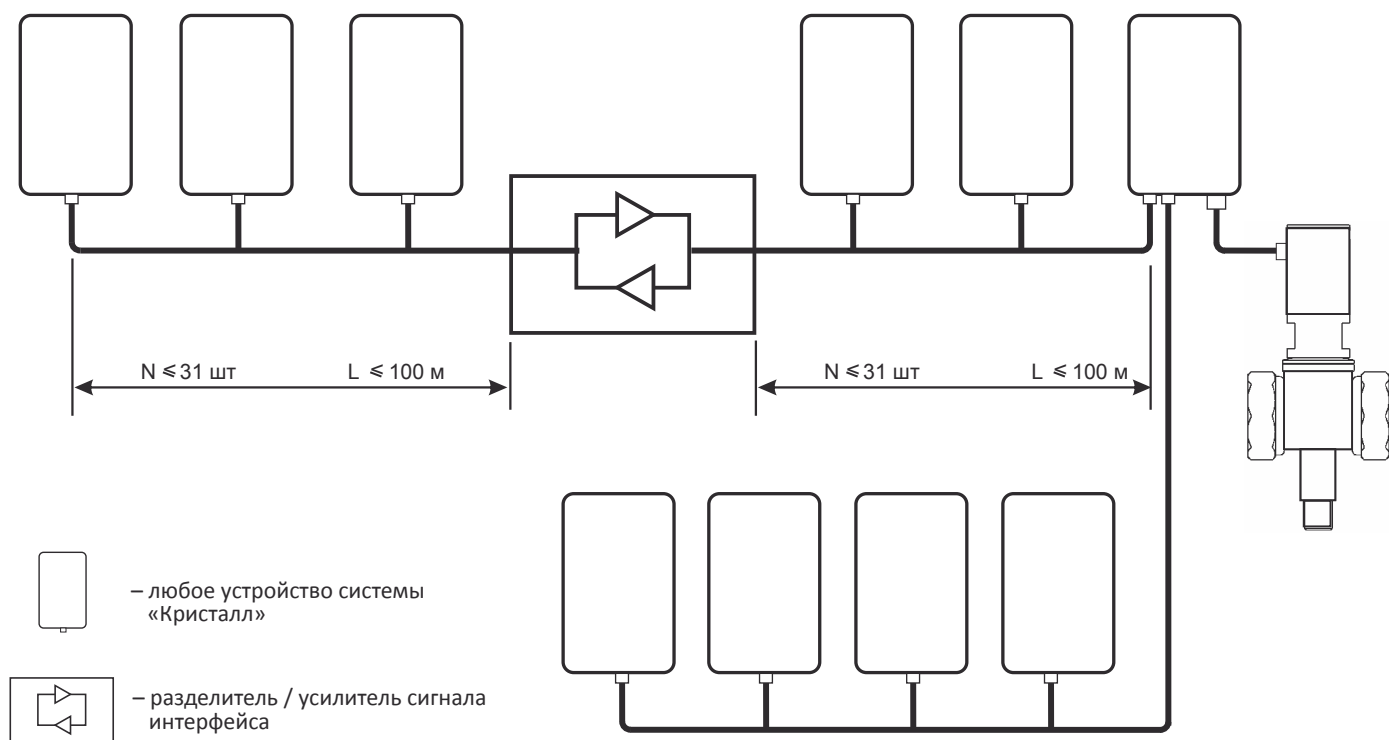 N ⩽ 31 шт L ⩽ 100 м
N ⩽ 31 шт L ⩽ 100 м
– любое устройство системы
«Кристалл»
– разделитель / усилитель сигнала
интерфейса